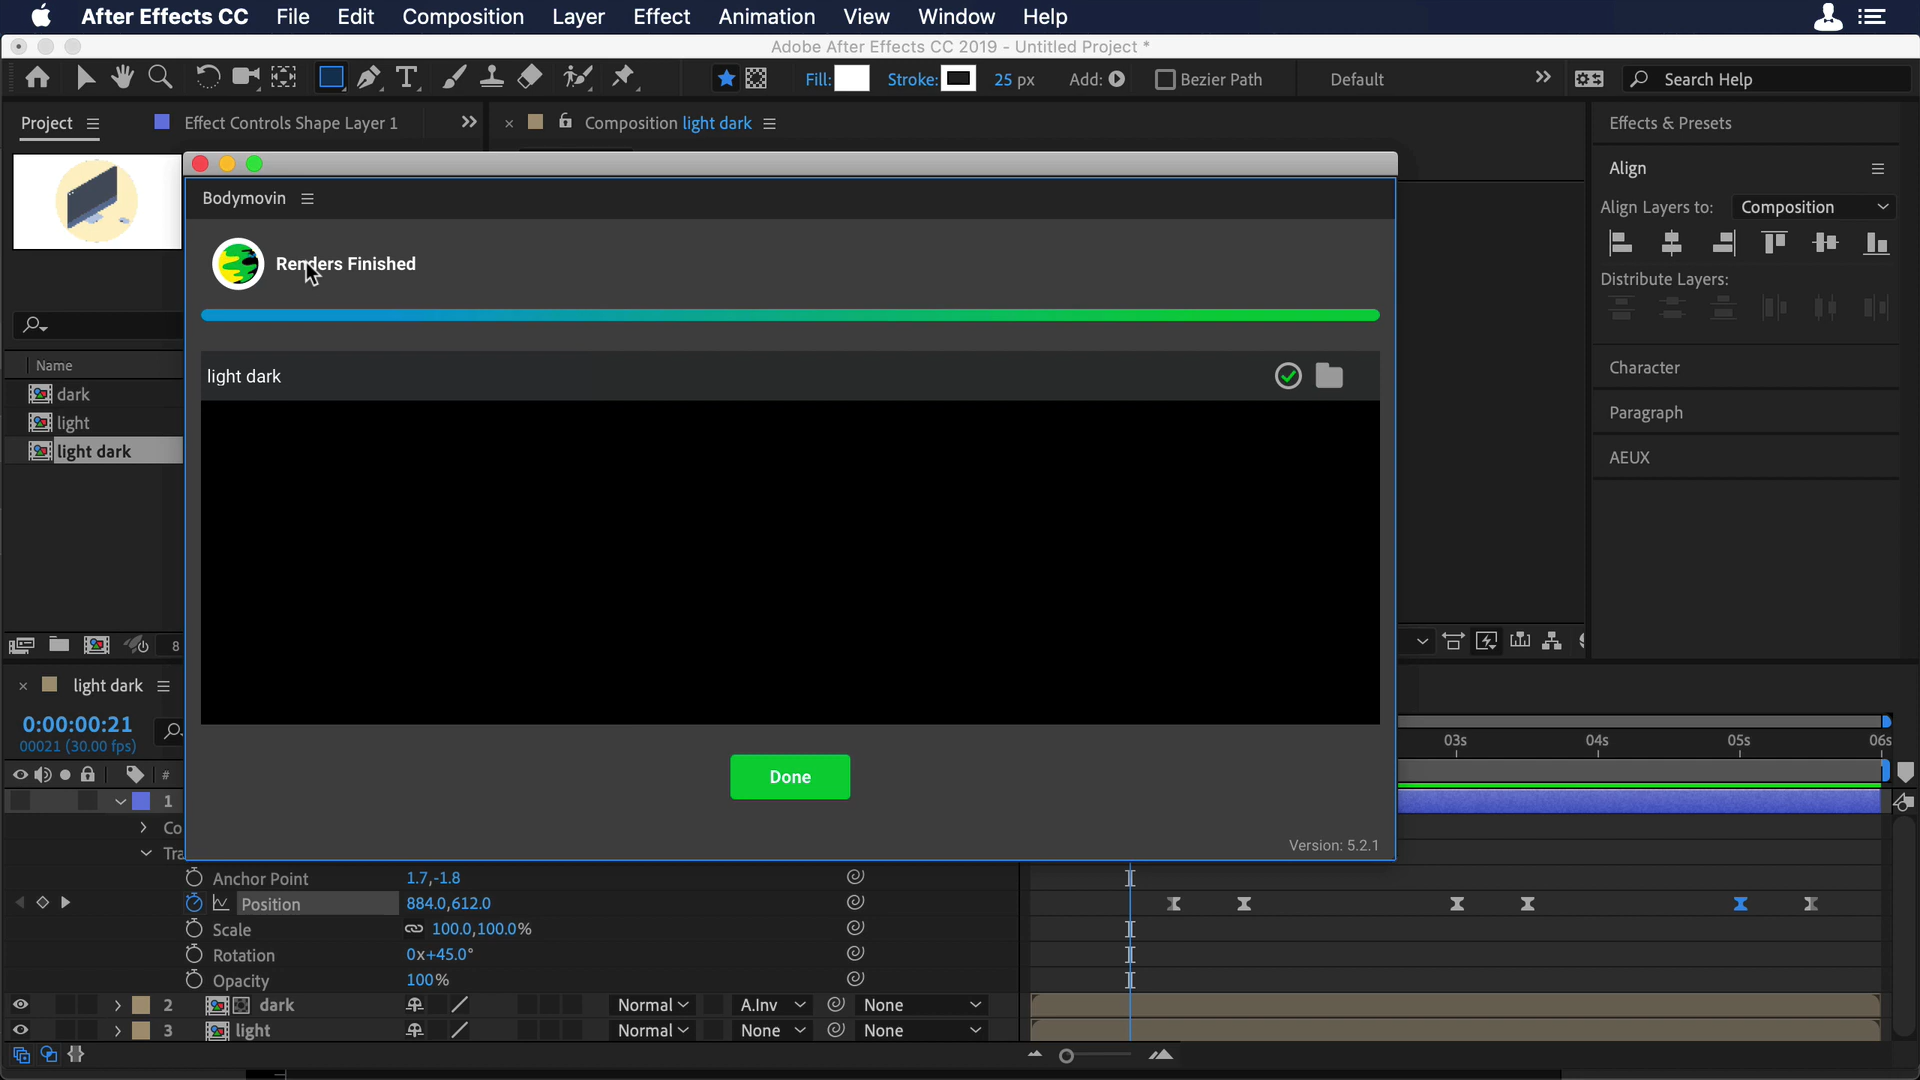 After Effects CC File Edit Composition Layer Effect Animation View Window Help
Adobe After Effects CC 2019 - Untitled Project *
Fill: Stroke: 25 px Add: Bezier Path Default Search Help
Project Effect Controls Shape Layer 1 Composition light dark Effects & Presets
Align
Bodymovin
Align Layers to: Composition
Renders Finished
Distribute Layers:
Name
light dark
Character
dark
Paragraph
light
light dark
AEUX
8
light dark
0:00:00:21
00021 (30.00 fps)
03s 04s 05s 06s
#
Done
1
Co
Version: 5.2.1
Tra
Anchor Point 1.7,-1.8
Position 884.0,612.0
Scale 100.0,100.0%
Rotation 0x+45.0°
Opacity 100%
2 dark Normal A.Inv None
3 light Normal None None